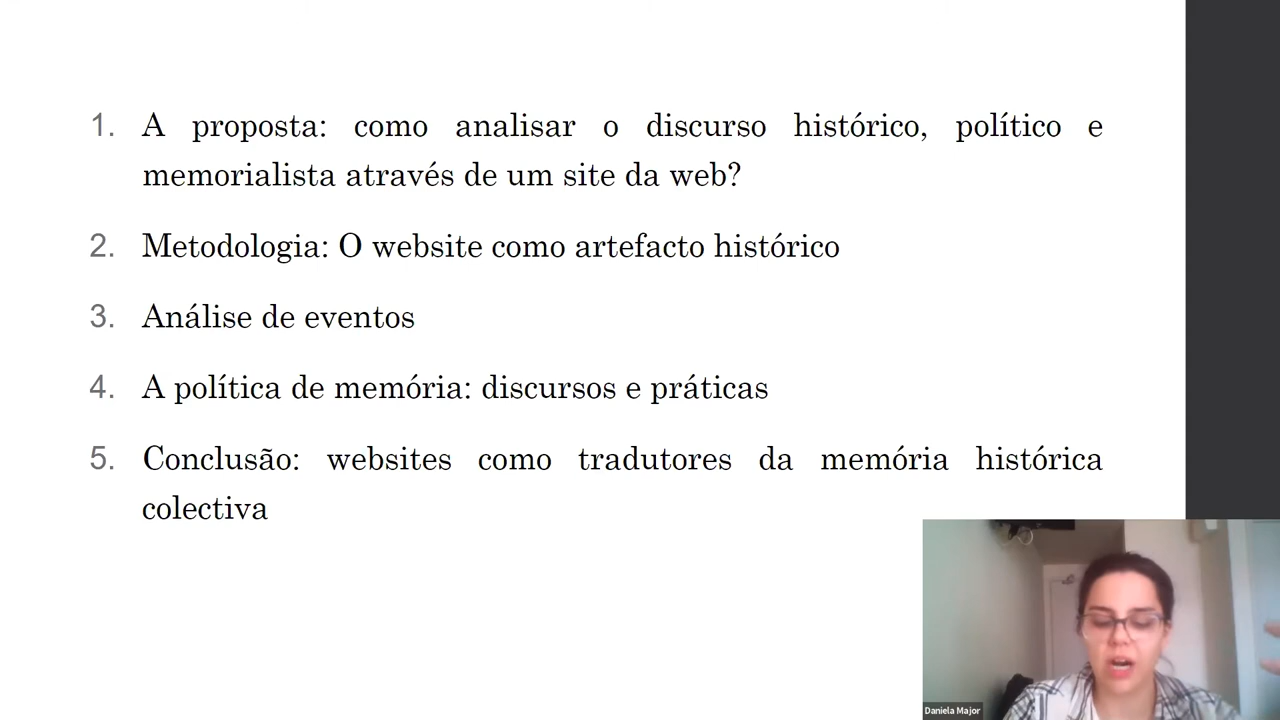 1. A proposta: como analisar o discurso histórico, político e
memorialista através de um site da web?
2. Metodologia: O website como artefacto histórico
3. Análise de eventos
4. A política de memória: discursos e práticas
5. Conclusão: websites como tradutores da memória histórica
colectiva
Daniela Major